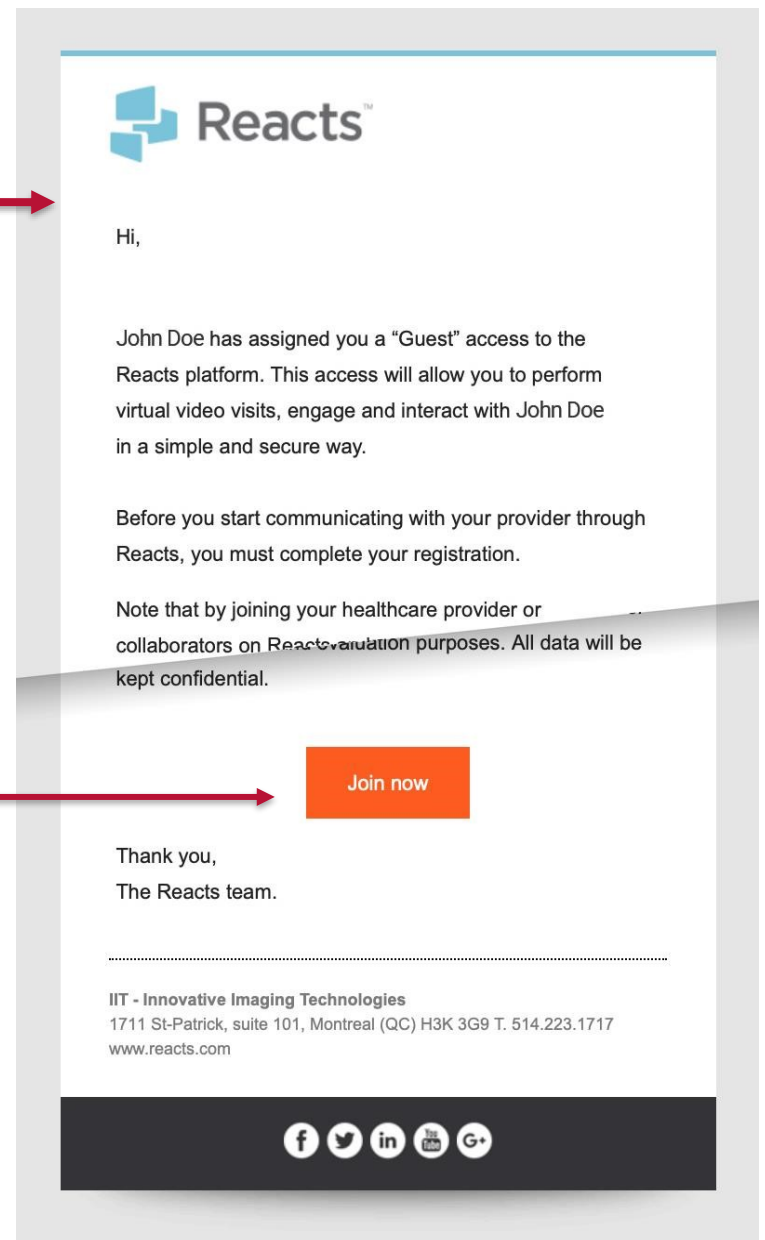 Reacts™
Hi,
John Doe has assigned you a “Guest” access to the
Reacts platform. This access will allow you to perform
virtual video visits, engage and interact with John Doe
in a simple and secure way.
Before you start communicating with your provider through
Reacts, you must complete your registration.
Note that by joining your healthcare provider or
collaborators on purposes. All data will be
kept confidential.
Join now
Thank you,
The Reacts team.
IIT - Innovative Imaging Technologies
1711 St-Patrick, suite 101, Montreal (QC) H3K 3G9 T. 514.223.1717
www.reacts.com
f in You Tube G+